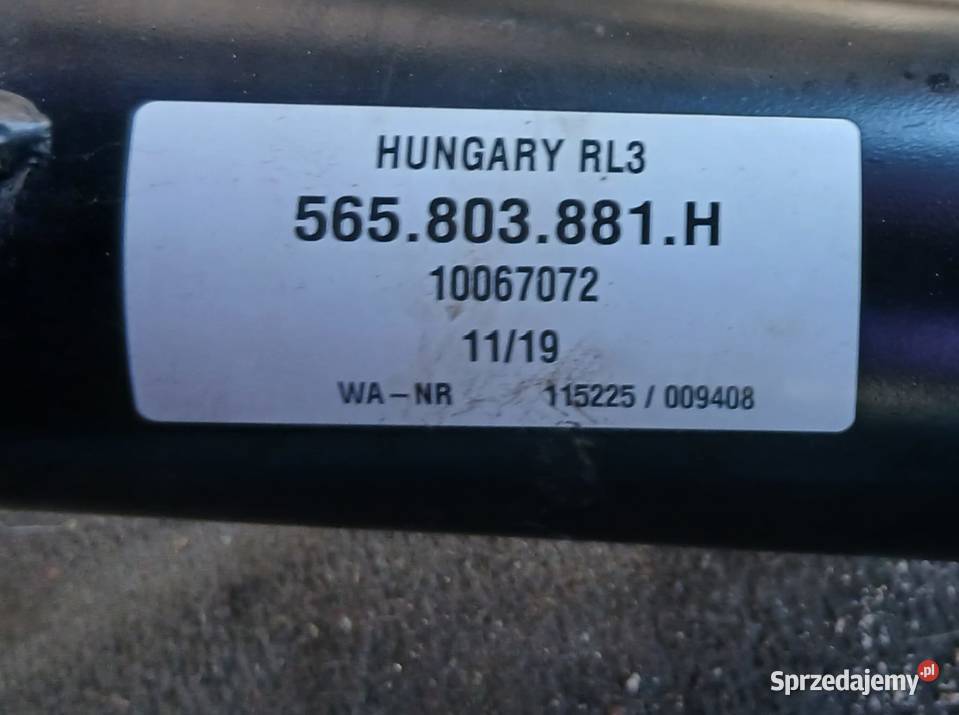 HUNGARY RL3
565.803.881.H
10067072
11/19
WA-NR 115225 / 009408
Sprzedajemy.pl